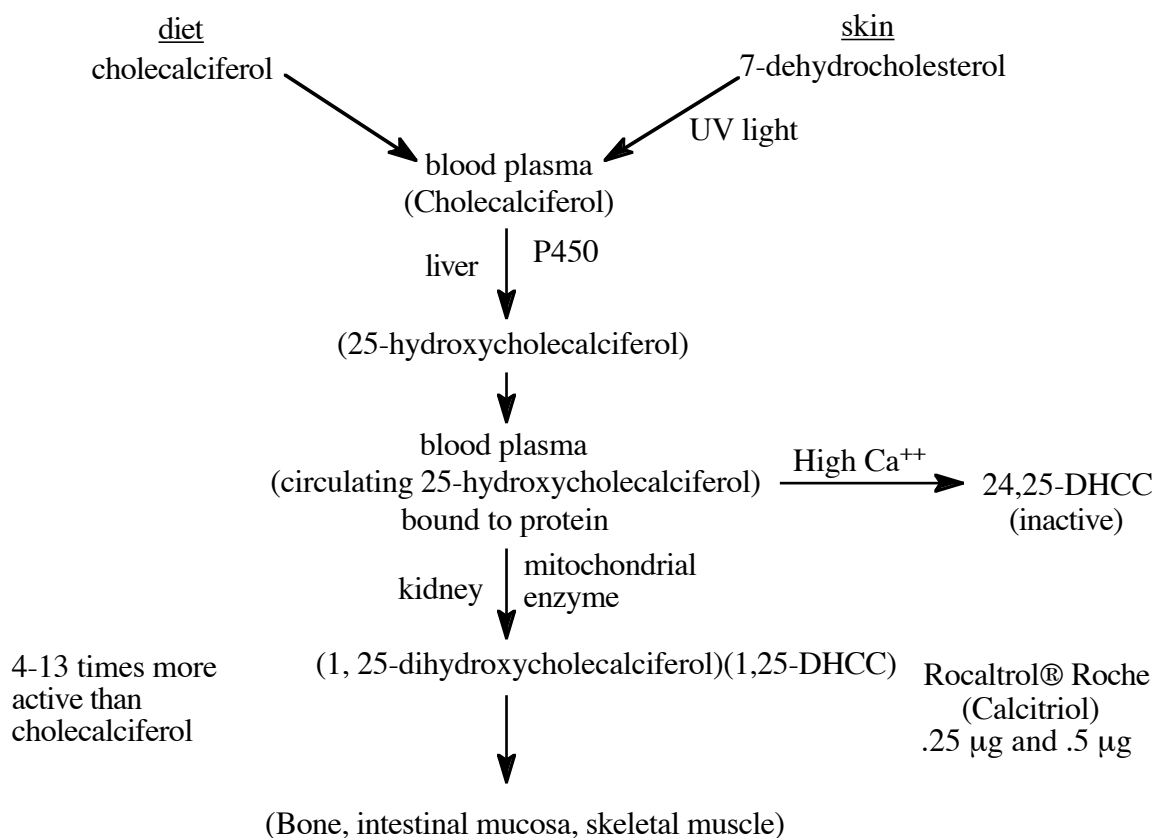 diet
cholecalciferol
skin
7-dehydrocholesterol
UV light
blood plasma
(Cholecalciferol)
liver
P450
(25-hydroxycholecalciferol)
blood plasma
(circulating 25-hydroxycholecalciferol)
bound to protein
High Ca⁺⁺
24,25-DHCC
(inactive)
kidney
mitochondrial
enzyme
4-13 times more
active than
cholecalciferol
(1, 25-dihydroxycholecalciferol)(1,25-DHCC)
Rocaltrol® Roche
(Calcitriol)
.25 µg and .5 µg
(Bone, intestinal mucosa, skeletal muscle)